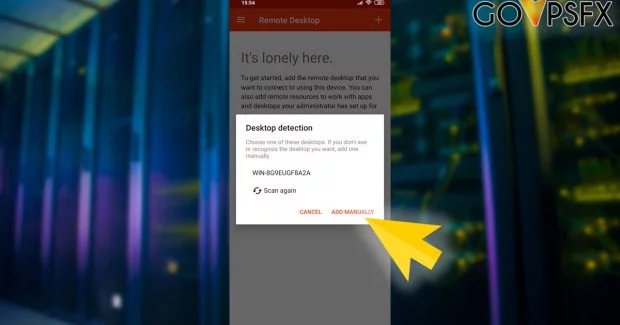 GOVPSFX
15:54
Remote Desktop
It's lonely here.
To get started, add the remote desktop that you
want to connect to using this device. You can
also add remote resources to work with apps
and desktops your administrator has set up for
Desktop detection
Choose one of these desktops. If you don't see
or recognize the desktop you want, add one
manually.
WIN-8G9EUGF8A2A
Scan again
CANCEL ADD MANUALLY